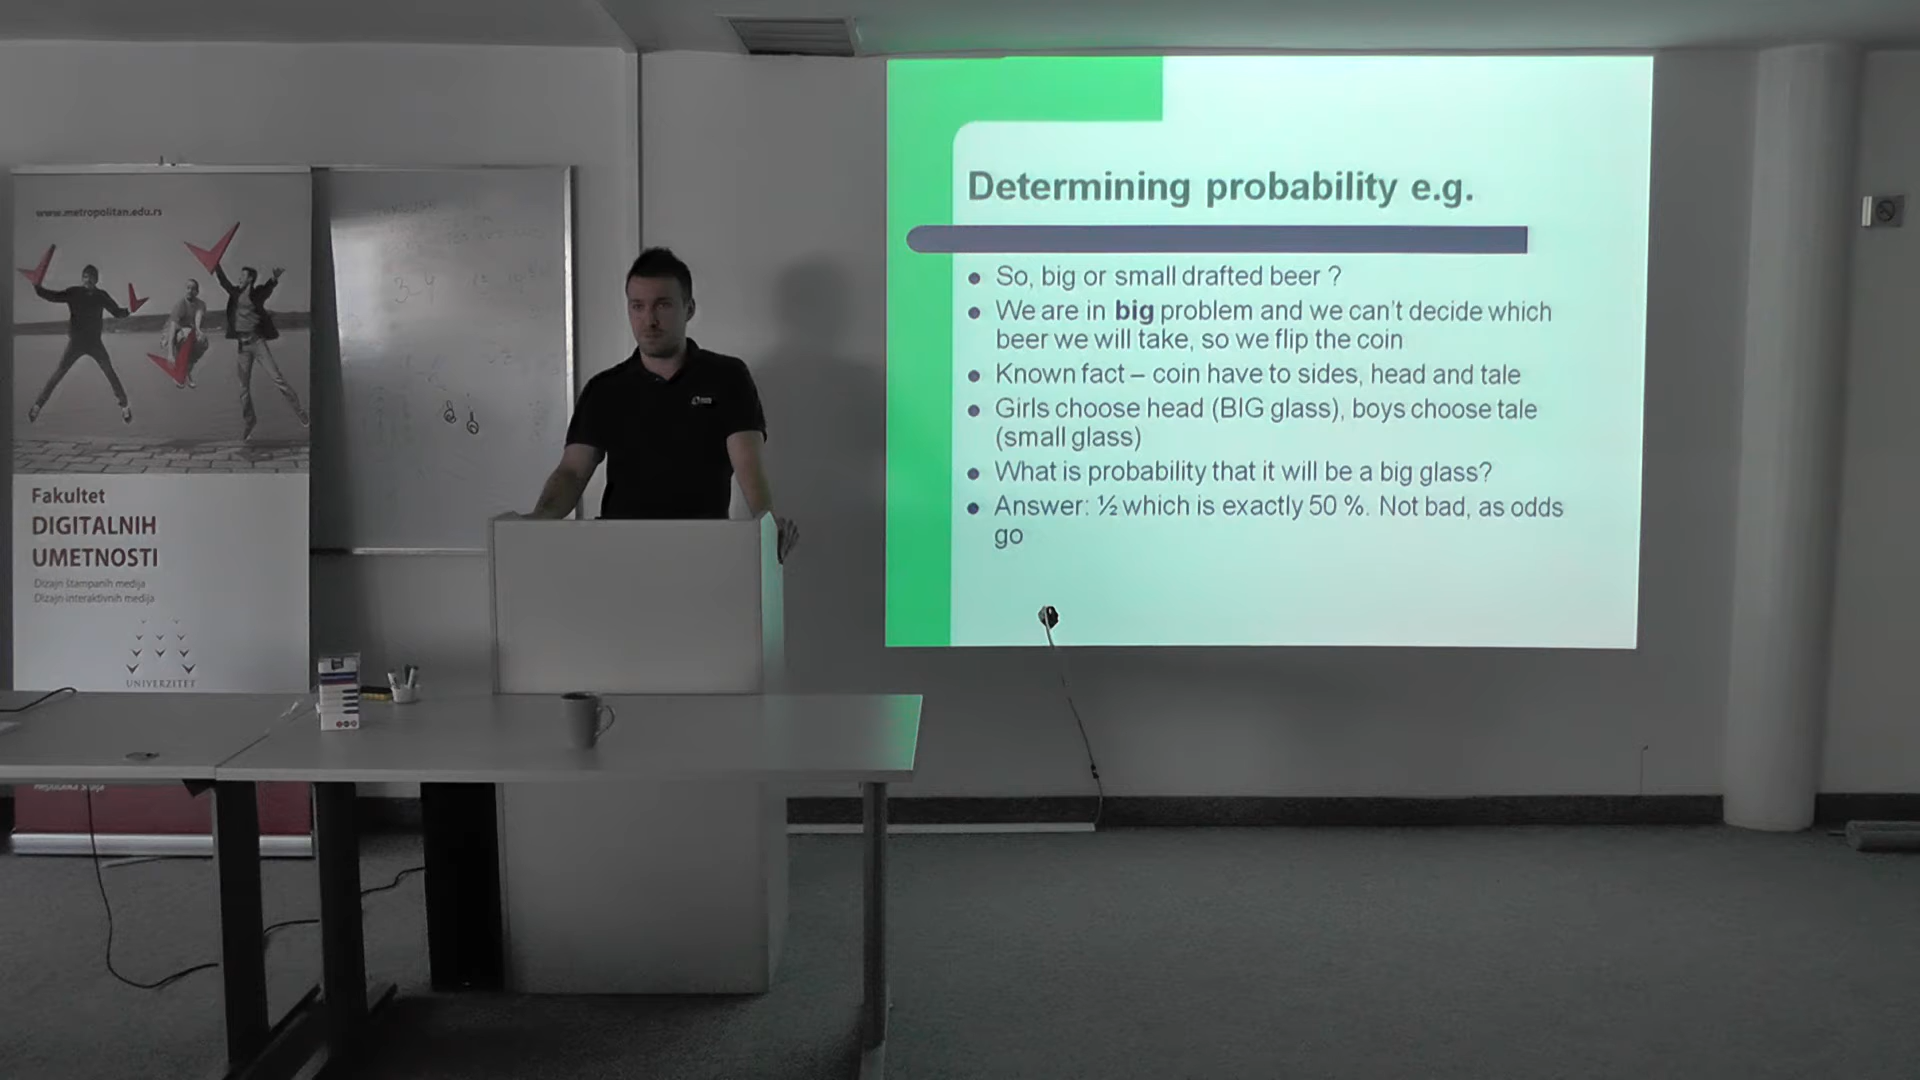 www.metropolitan.edu.rs
Fakultet
DIGITALNIH
UMETNOSTI
Dizajn štampanih medija
Dizajn interaktivnih medija
UNIVERZITET
3-4
Determining probability e.g.
So, big or small drafted beer ?
We are in big problem and we can't decide which
beer we will take, so we flip the coin
Known fact – coin have to sides, head and tale
Girls choose head (BIG glass), boys choose tale
(small glass)
What is probability that it will be a big glass?
Answer: ½ which is exactly 50 %. Not bad, as odds
go